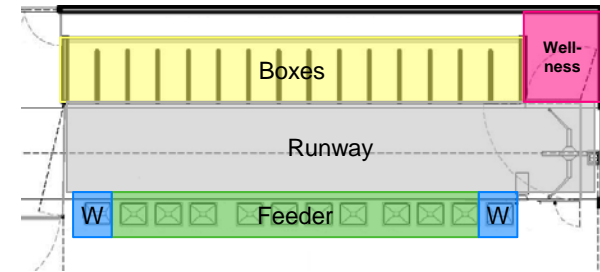 Boxes
Well-
ness
Runway
W
Feeder
W